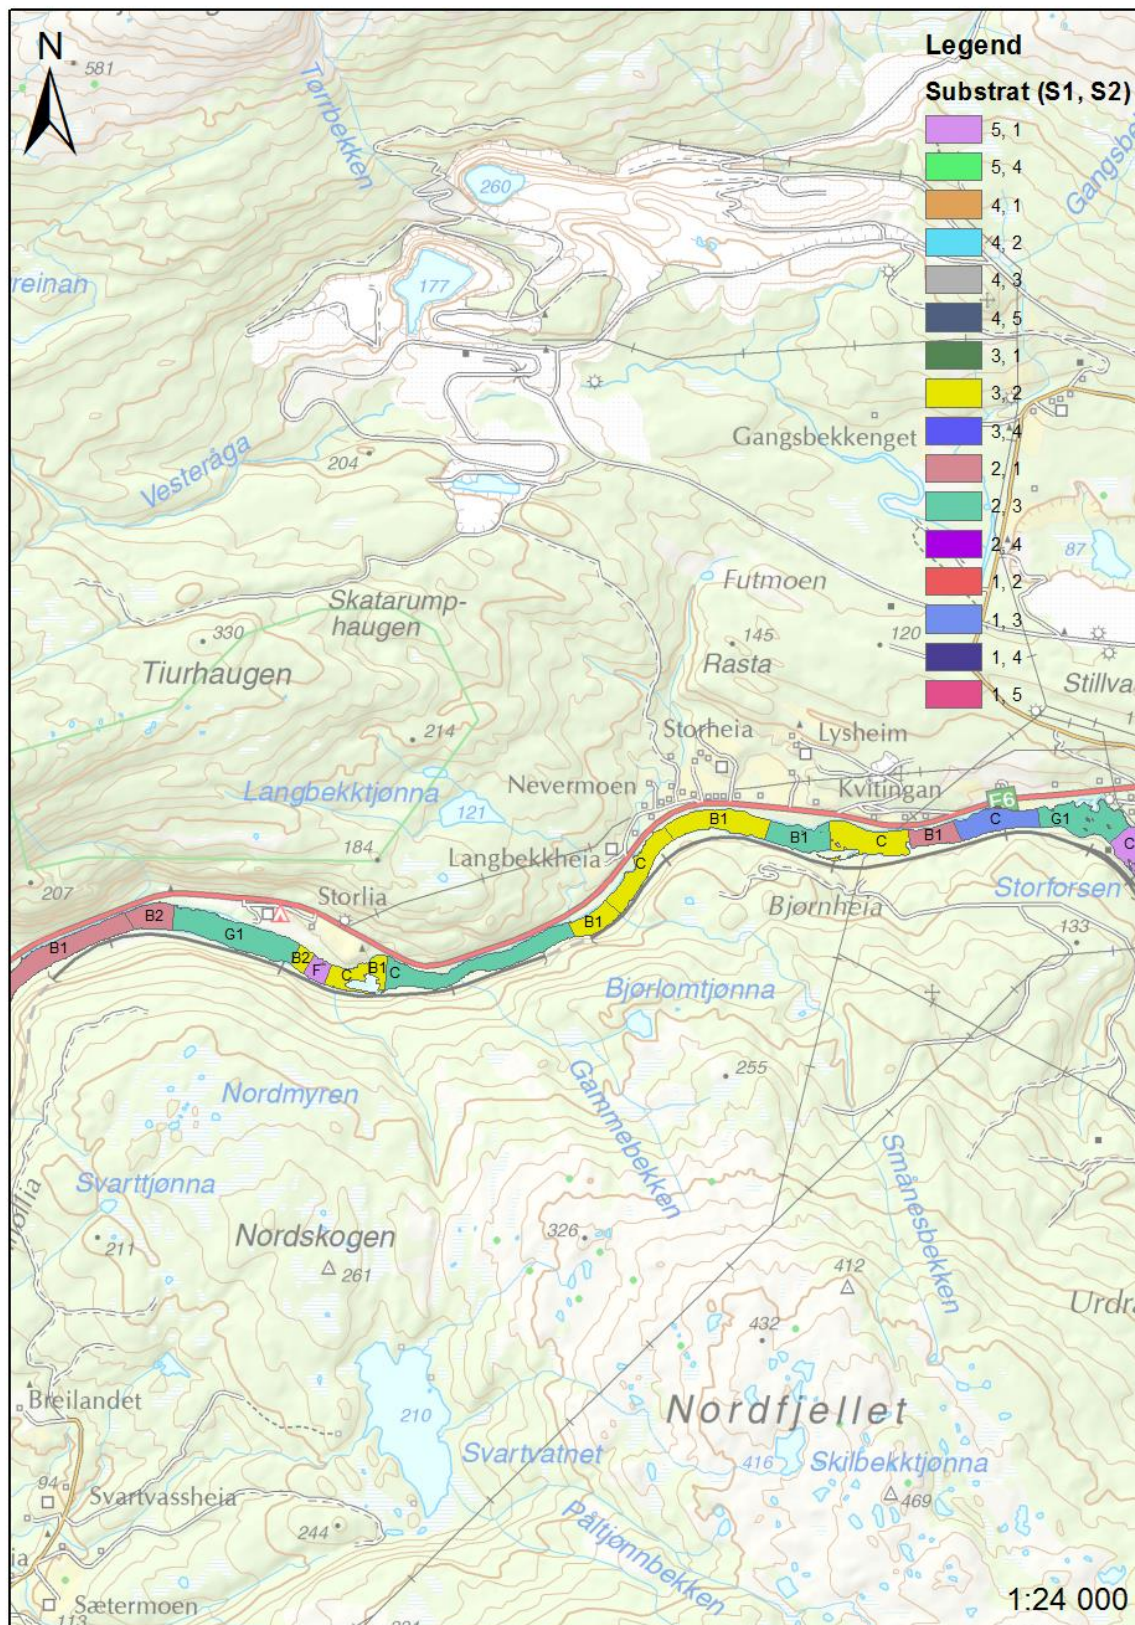 N
581
Tørrbekken
260
177
reinan
204
Vesteråga
Gangsbekkenget
Legend
Substrat (S1, S2)
5, 1
5, 4
4, 1
4, 2
4, 3
4, 5
3, 1
3, 2
3, 4
2, 1
2, 3
2, 4
1, 2
1, 3
1, 4
1, 5
87
Futmoen
Skatarump-
haugen
330
145
120
Rasta
Tiurhaugen
214
Storheia
Lysheim
Nevermoen
Kvitingan
Langbekktjønna
121
E6
B1
B1
C
B1
C
G1
C
184
Langbekkheia
C
207
Storlia
Bjørnheia
Storforsen
133
B1
B2
G1
B2
F
C
B1
C
B1
Bjørlomtjønna
255
Nordmyren
Gammebekken
Smånesbekken
Svarttjønna
211
Nordskogen
261
326
412
432
Breilandet
210
Nordfjellet
Svartvatnet
416
Skilbekktjønna
94
Svartvassheia
469
244
Påltjønnbekken
Sætermoen
113
1:24 000